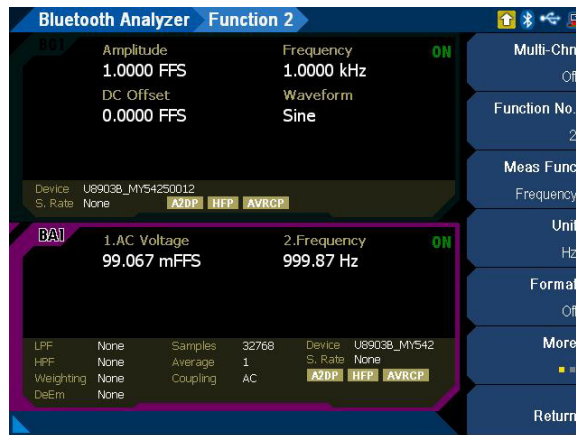 Bluetooth Analyzer Function 2
BG1
Amplitude Frequency ON
1.0000 FFS 1.0000 kHz
DC Offset Waveform
0.0000 FFS Sine
Device U8903B_MY54250012
S. Rate None A2DP HFP AVRCP
BA1
1.AC Voltage 2.Frequency ON
99.067 mFFS 999.87 Hz
LPF None Samples 32768 Device U8903B_MY542
HPF None Average 1 S. Rate None
Weighting None Coupling AC A2DP HFP AVRCP
DeEm None
Multi-Chn
Off
Function No.
2
Meas Func
Frequency
Unit
Hz
Format
Off
More
Return